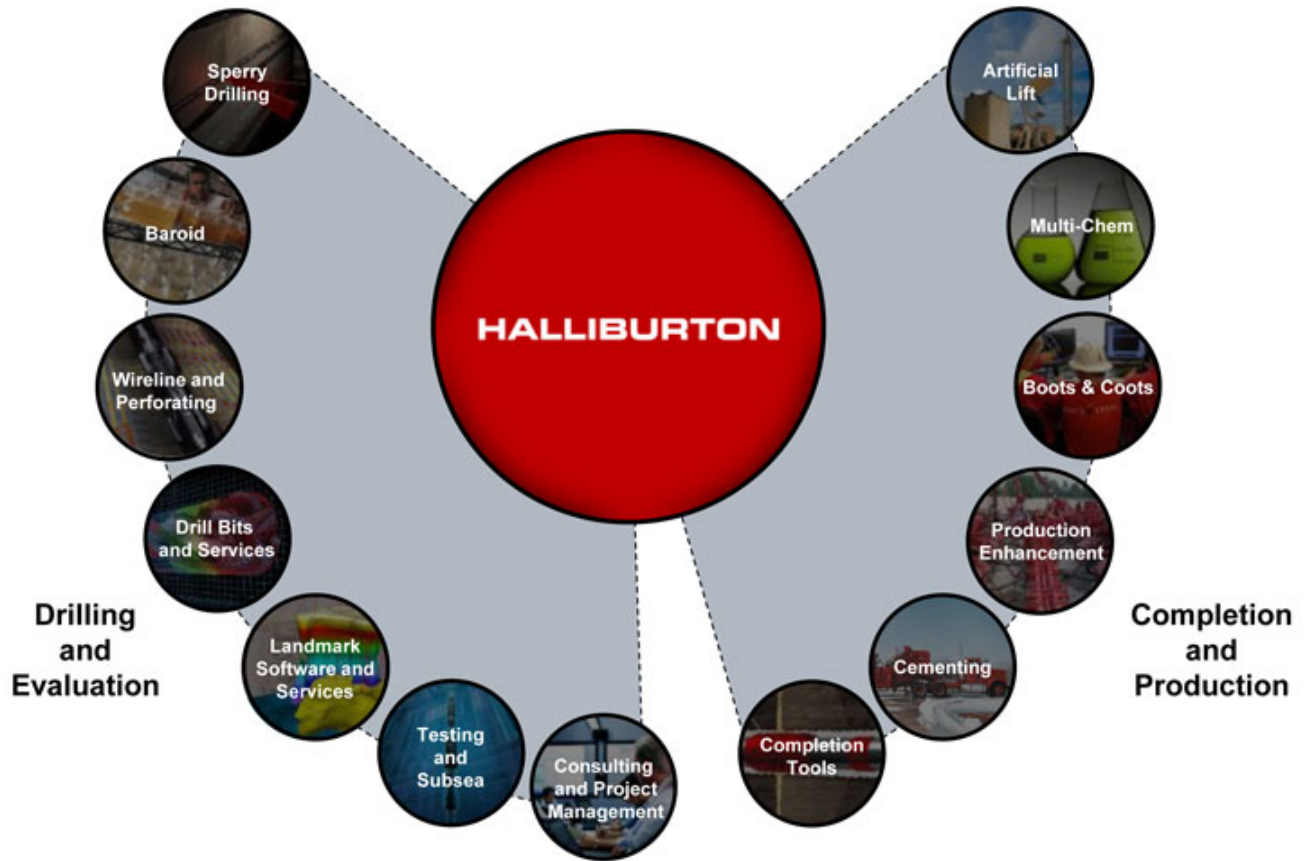 Sperry
Drilling
Baroid
Wireline and
Perforating
Drill Bits
and Services
Landmark
Software and
Services
Testing
and
Subsea
Consulting
and Project
Management
Drilling
and
Evaluation
HALLIBURTON
Artificial
Lift
Multi-Chem
Boots & Coots
Production
Enhancement
Cementing
Completion
Tools
Completion
and
Production